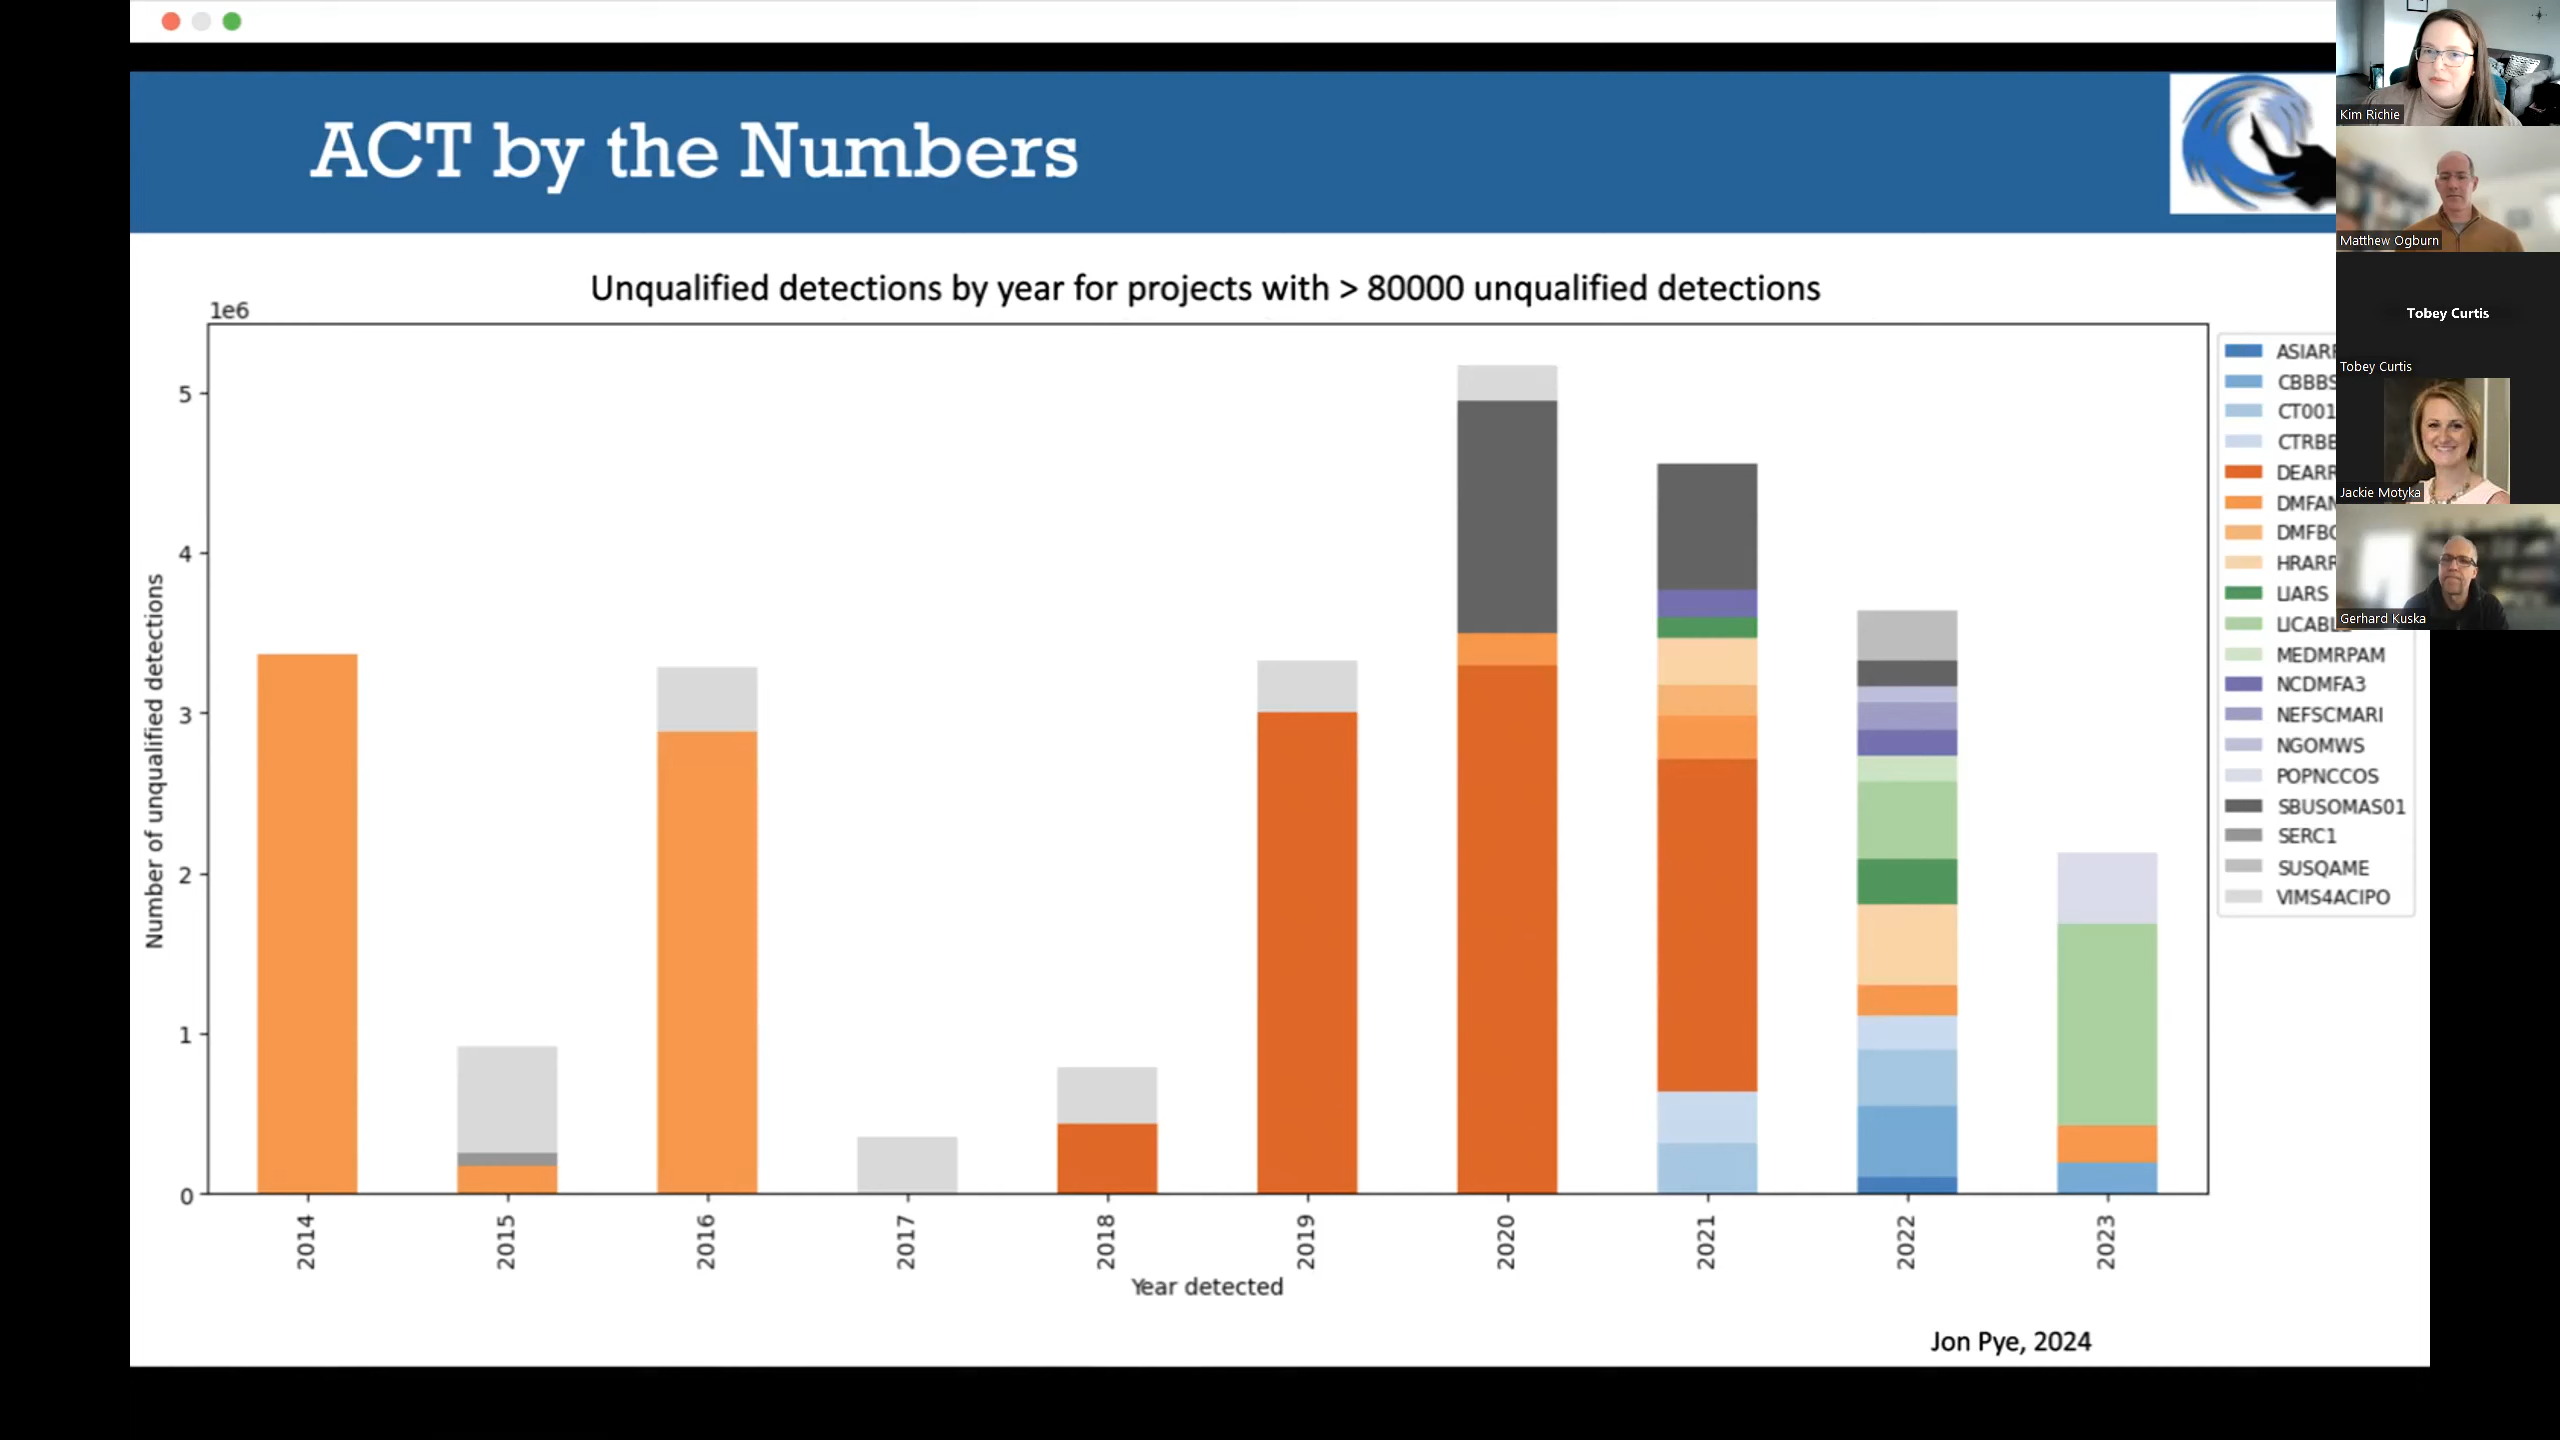 ACT by the Numbers
Unqualified detections by year for projects with > 80000 unqualified detections
1e6
5
4
3
2
1
0
Number of unqualified detections
2014
2015
2016
2017
2018
2019
2020
2021
2022
2023
Year detected
Jon Pye, 2024
CT001
LIARS
MEDMRPAM
NCDMFA3
NEFSCMARI
NGOMWS
POPNCCOS
SBUSOMAS01
SERC1
SUSQAME
VIMS4ACIPO
Kim Richie
Matthew Ogburn
Tobey Curtis
Tobey Curtis
Jackie Motyka
Gerhard Kuska